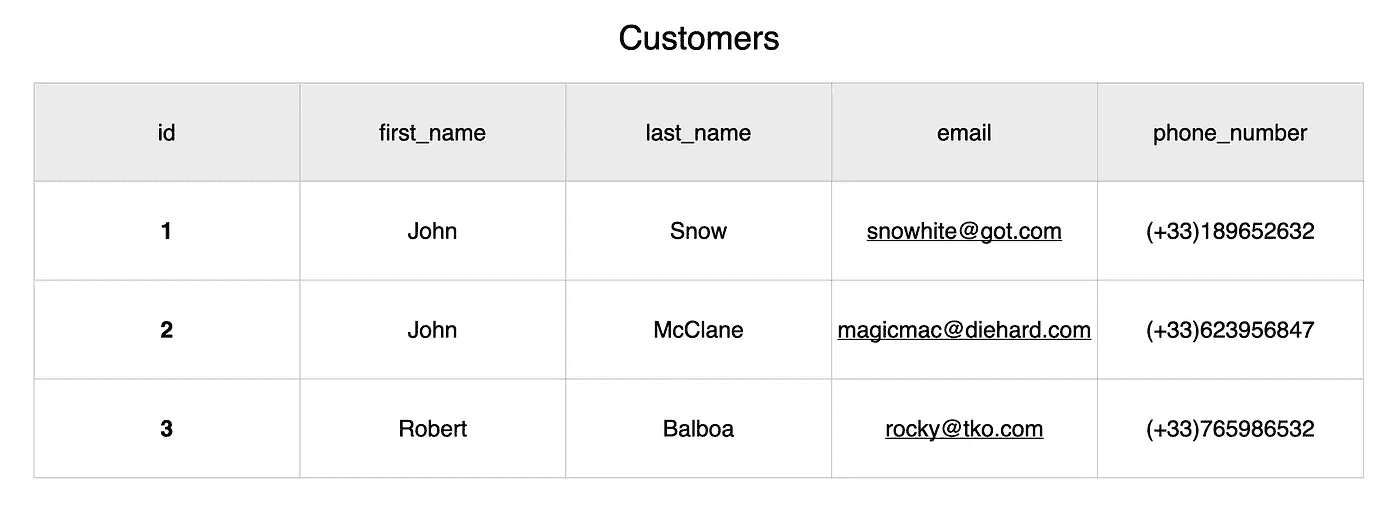 Customers
id first_name last_name email phone_number
1 John Snow snowhite@got.com (+33)189652632
2 John McClane magicmac@diehard.com (+33)623956847
3 Robert Balboa rocky@tko.com (+33)765986532